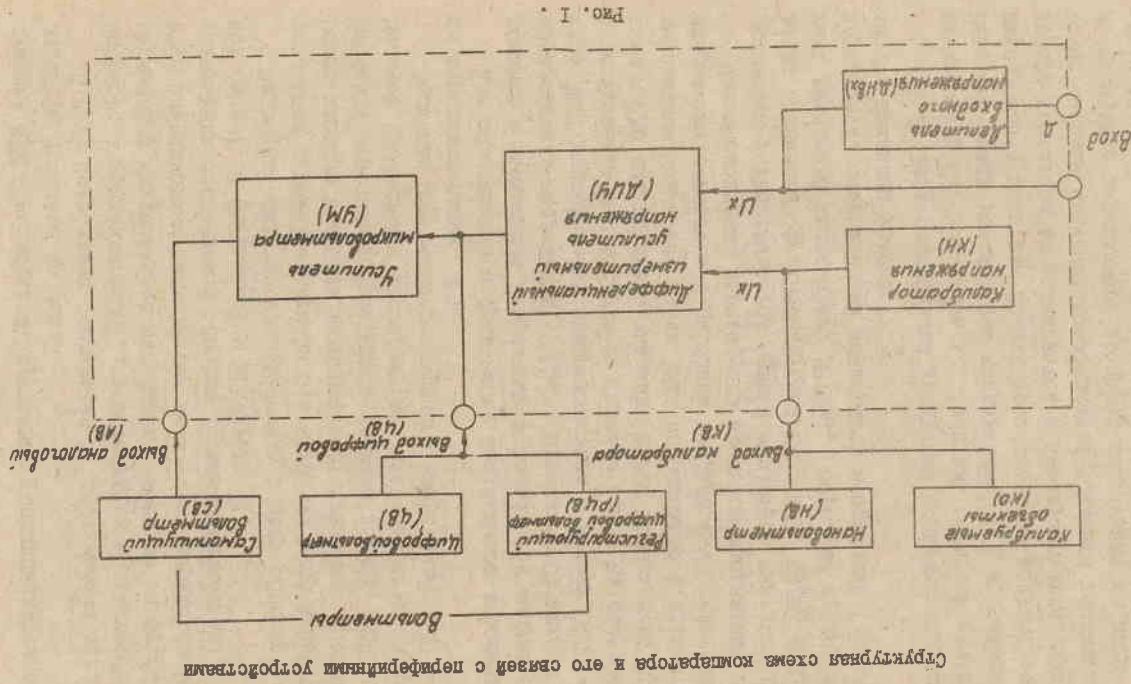 Структурная схема компаратора и его связей с периферийными устройствами
Вольтметры
Калибруемые
объекты
(КО)
Нановольтметр
(НВ)
Регистрирующий
цифровой вольтметр
(РЦВ)
Цифровой вольтметр
(ЦВ)
Самопишущий
вольтметр
(СВ)
Выход калибратора
(КВ)
Выход цифровой
(ЦВ)
Выход аналоговый
(АВ)
Калибратор
напряжения
(КН)
Uк
Дифференциальный
измерительный
усилитель
напряжения
(ДИУ)
Усилитель
микровольтметра
(УМ)
Uх
Вход
Д
Делитель
входного
напряжения(ДНвх)
Рис. I .